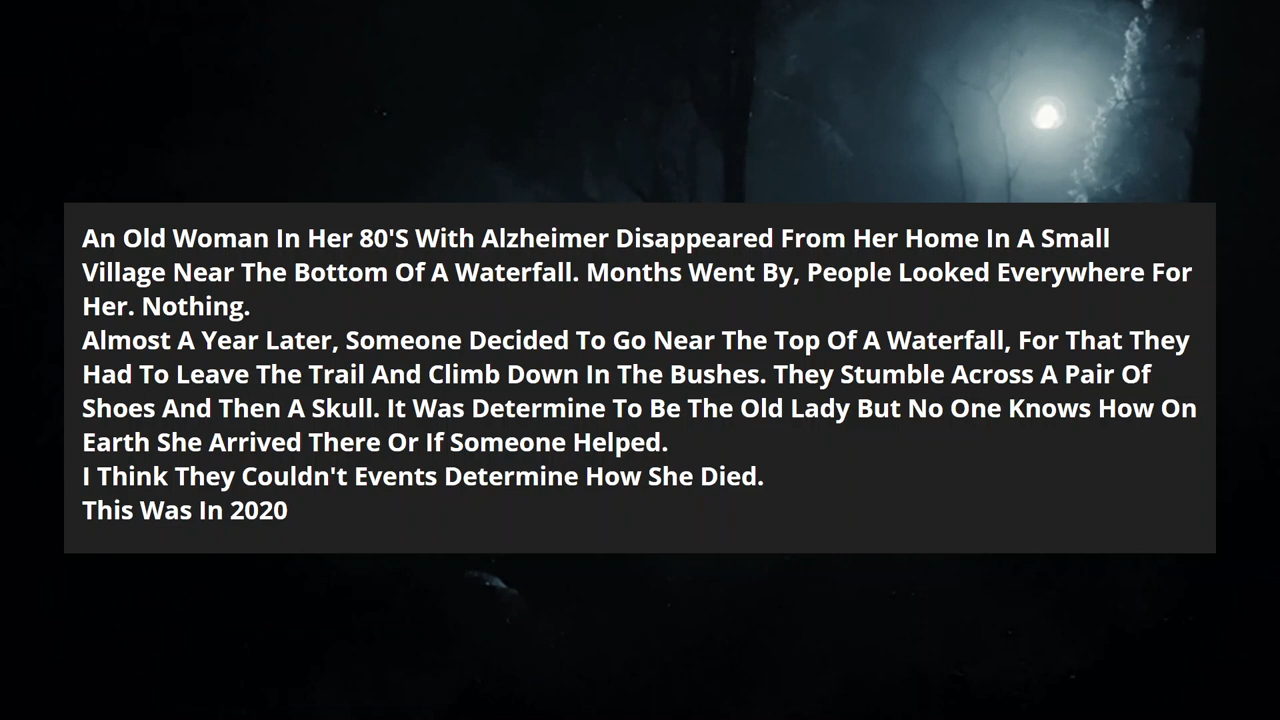 An Old Woman In Her 80'S With Alzheimer Disappeared From Her Home In A Small
Village Near The Bottom Of A Waterfall. Months Went By, People Looked Everywhere For
Her. Nothing.
Almost A Year Later, Someone Decided To Go Near The Top Of A Waterfall, For That They
Had To Leave The Trail And Climb Down In The Bushes. They Stumble Across A Pair Of
Shoes And Then A Skull. It Was Determine To Be The Old Lady But No One Knows How On
Earth She Arrived There Or If Someone Helped.
I Think They Couldn't Events Determine How She Died.
This Was In 2020